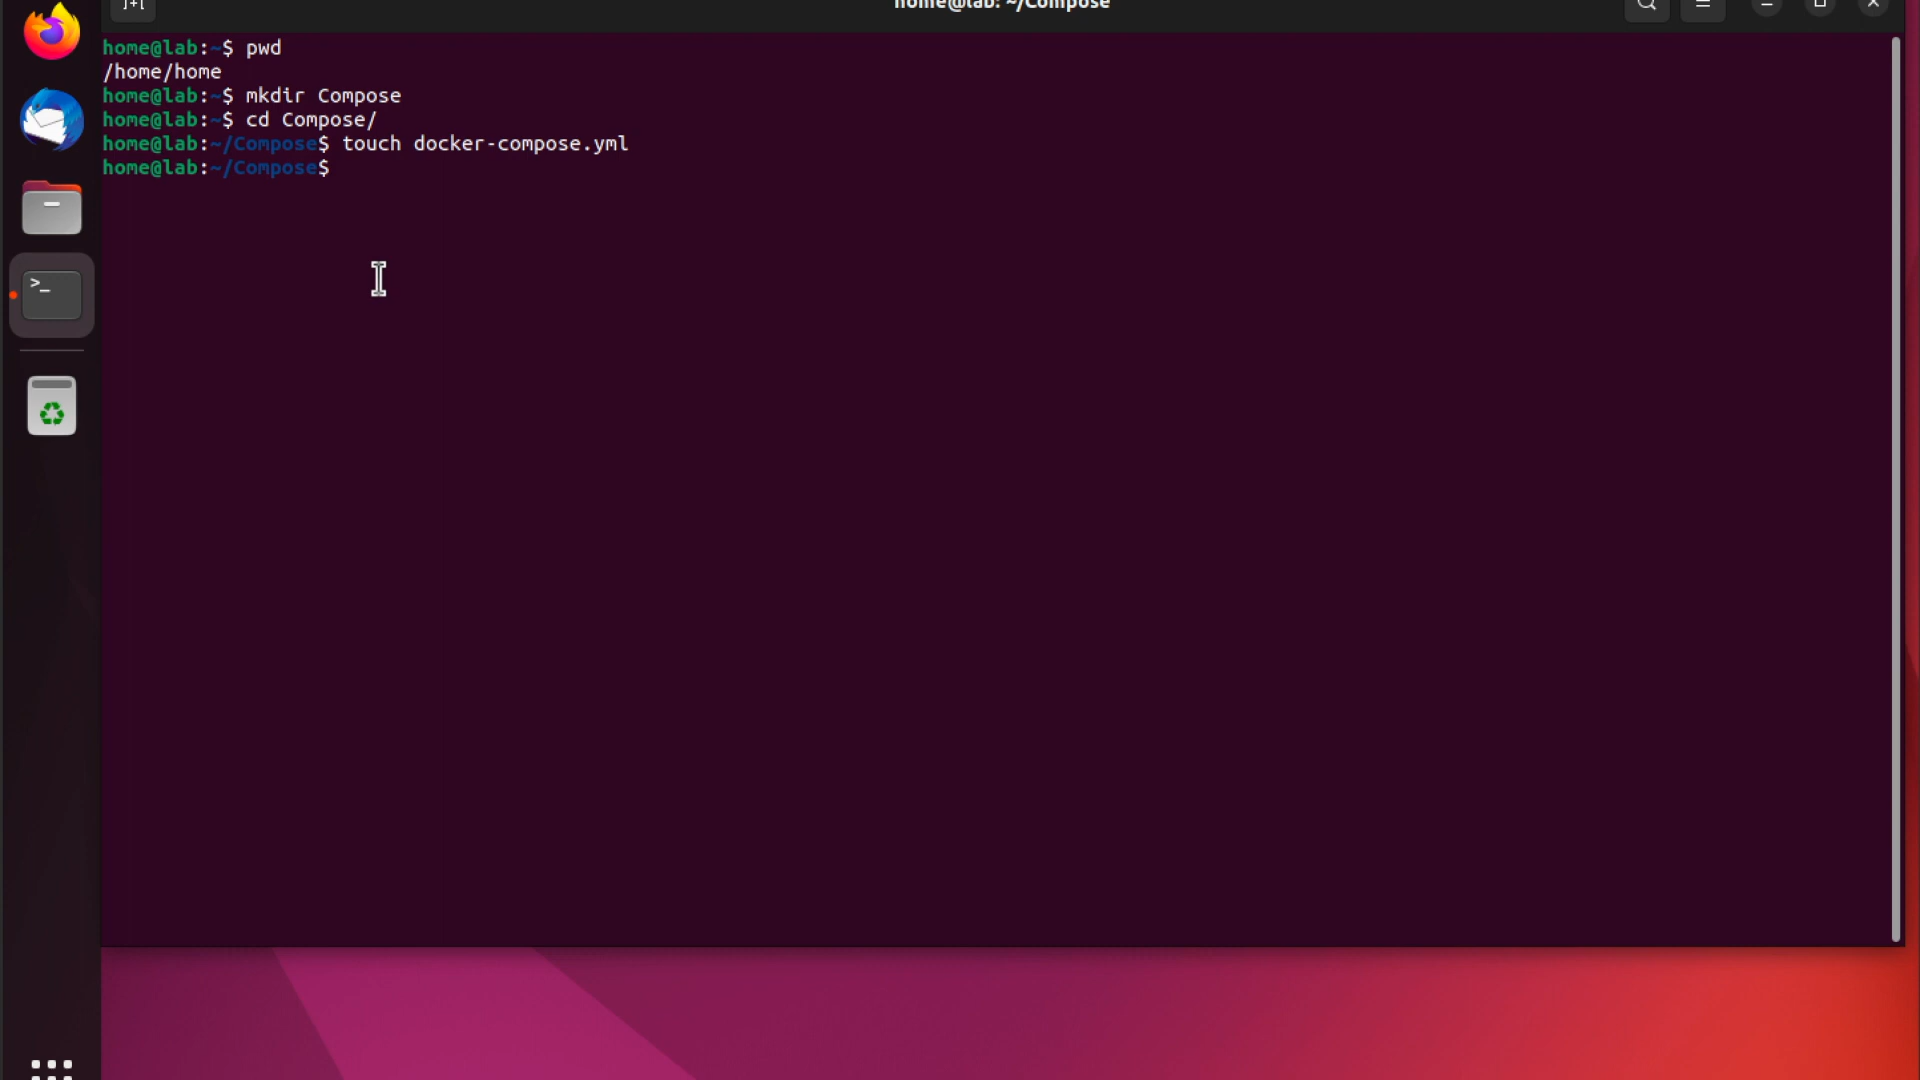 home@lab: ~/Compose
home@lab:~$ pwd
/home/home
home@lab:~$ mkdir Compose
home@lab:~$ cd Compose/
home@lab:~/Compose$ touch docker-compose.yml
home@lab:~/Compose$
>_